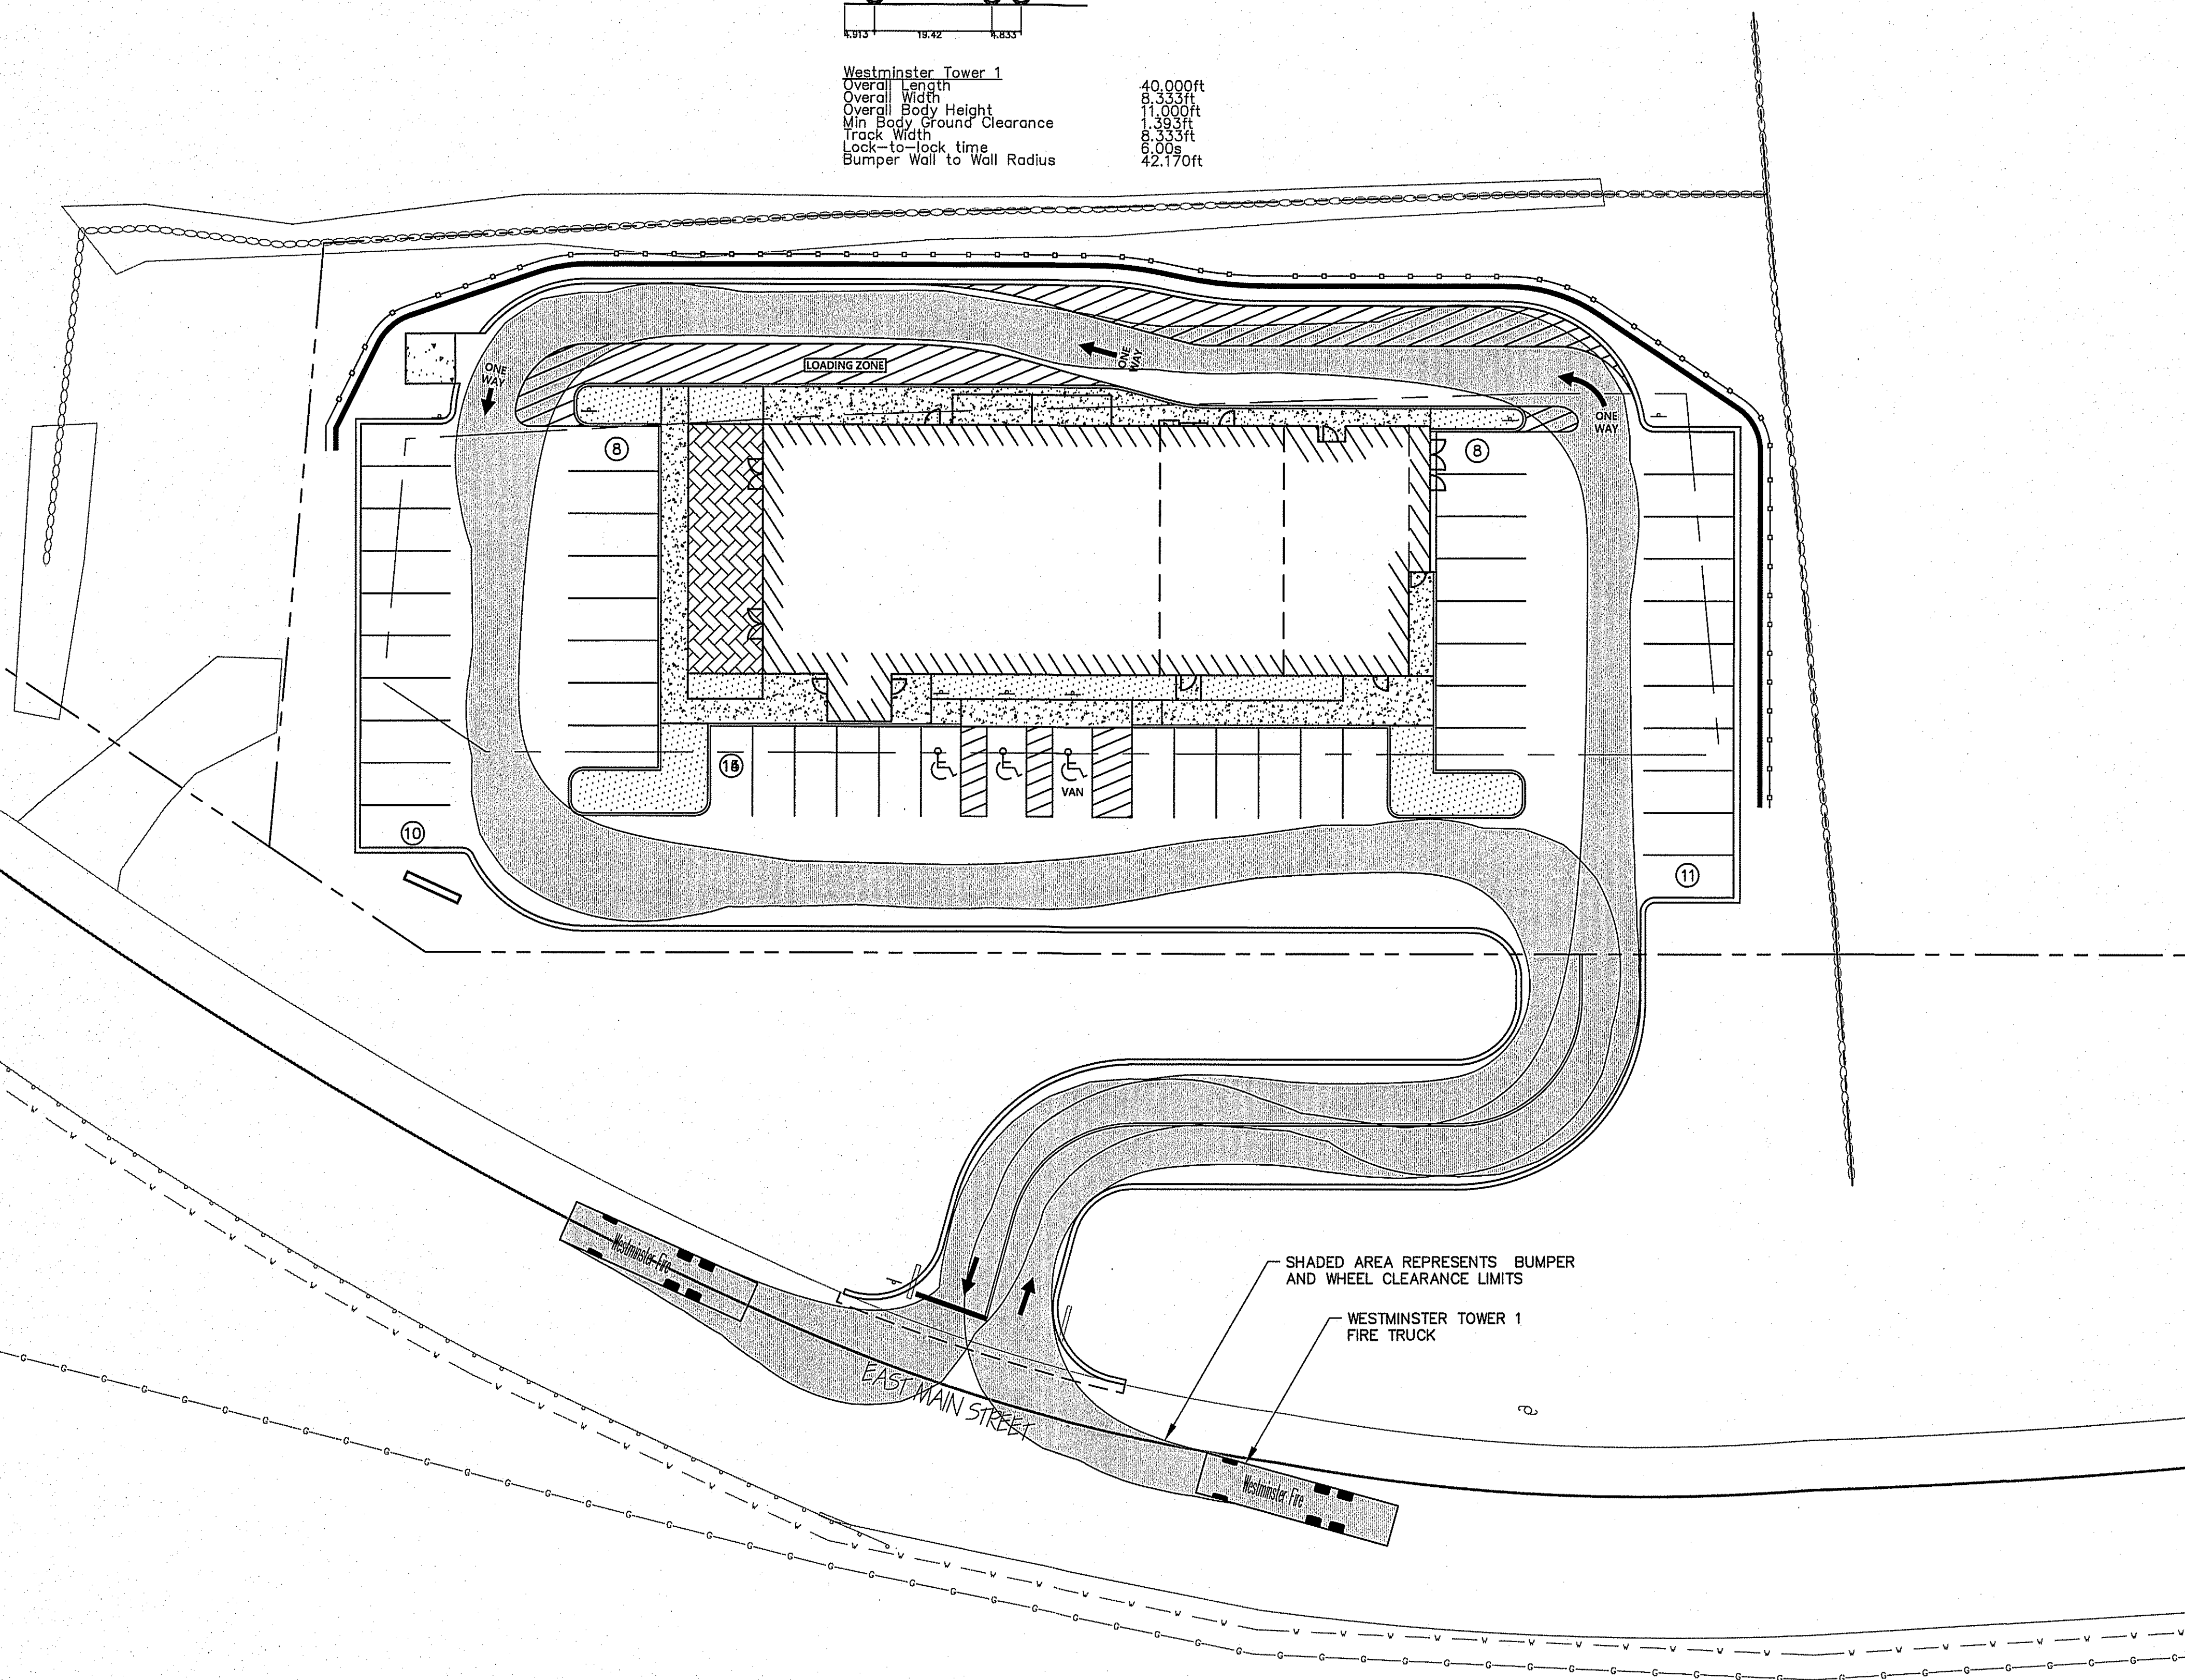 4.913 19.42 4.833
Westminster Tower 1
Overall Length 40.000ft
Overall Width 8.333ft
Overall Body Height 11.000ft
Min Body Ground Clearance 1.393ft
Track Width 8.333ft
Lock-to-lock time 6.00s
Bumper Wall to Wall Radius 42.170ft
LOADING ZONE
ONE
WAY
ONE
WAY
ONE
WAY
8
8
VAN
10
11
Westminster Fire
SHADED AREA REPRESENTS BUMPER
AND WHEEL CLEARANCE LIMITS
WESTMINSTER TOWER 1
FIRE TRUCK
EAST MAIN STREET
Westminster Fire